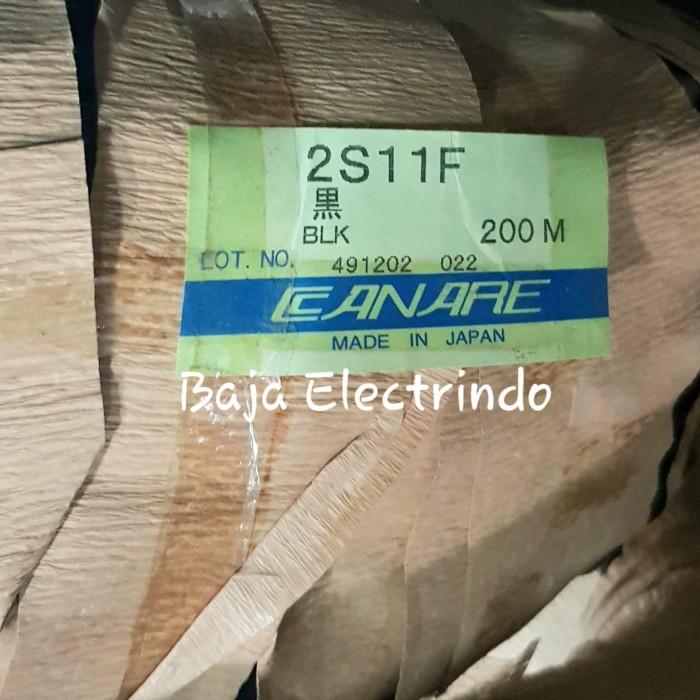 2S11F
黒
BLK 200 M
LOT. NO. 491202 022
CANARE
MADE IN JAPAN
Baja Electrindo